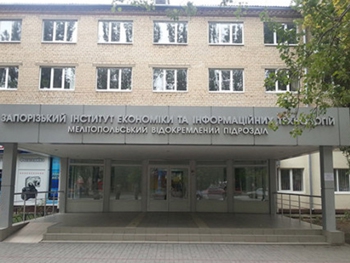 ЗАПОРІЗЬКИЙ ІНСТИТУТ ЕКОНОМІКИ ТА ІНФОРМАЦІЙНИХ ТЕХНОЛОГІЙ
МЕЛІТОПОЛЬСЬКИЙ ВІДОКРЕМЛЕНИЙ ПІДРОЗДІЛ